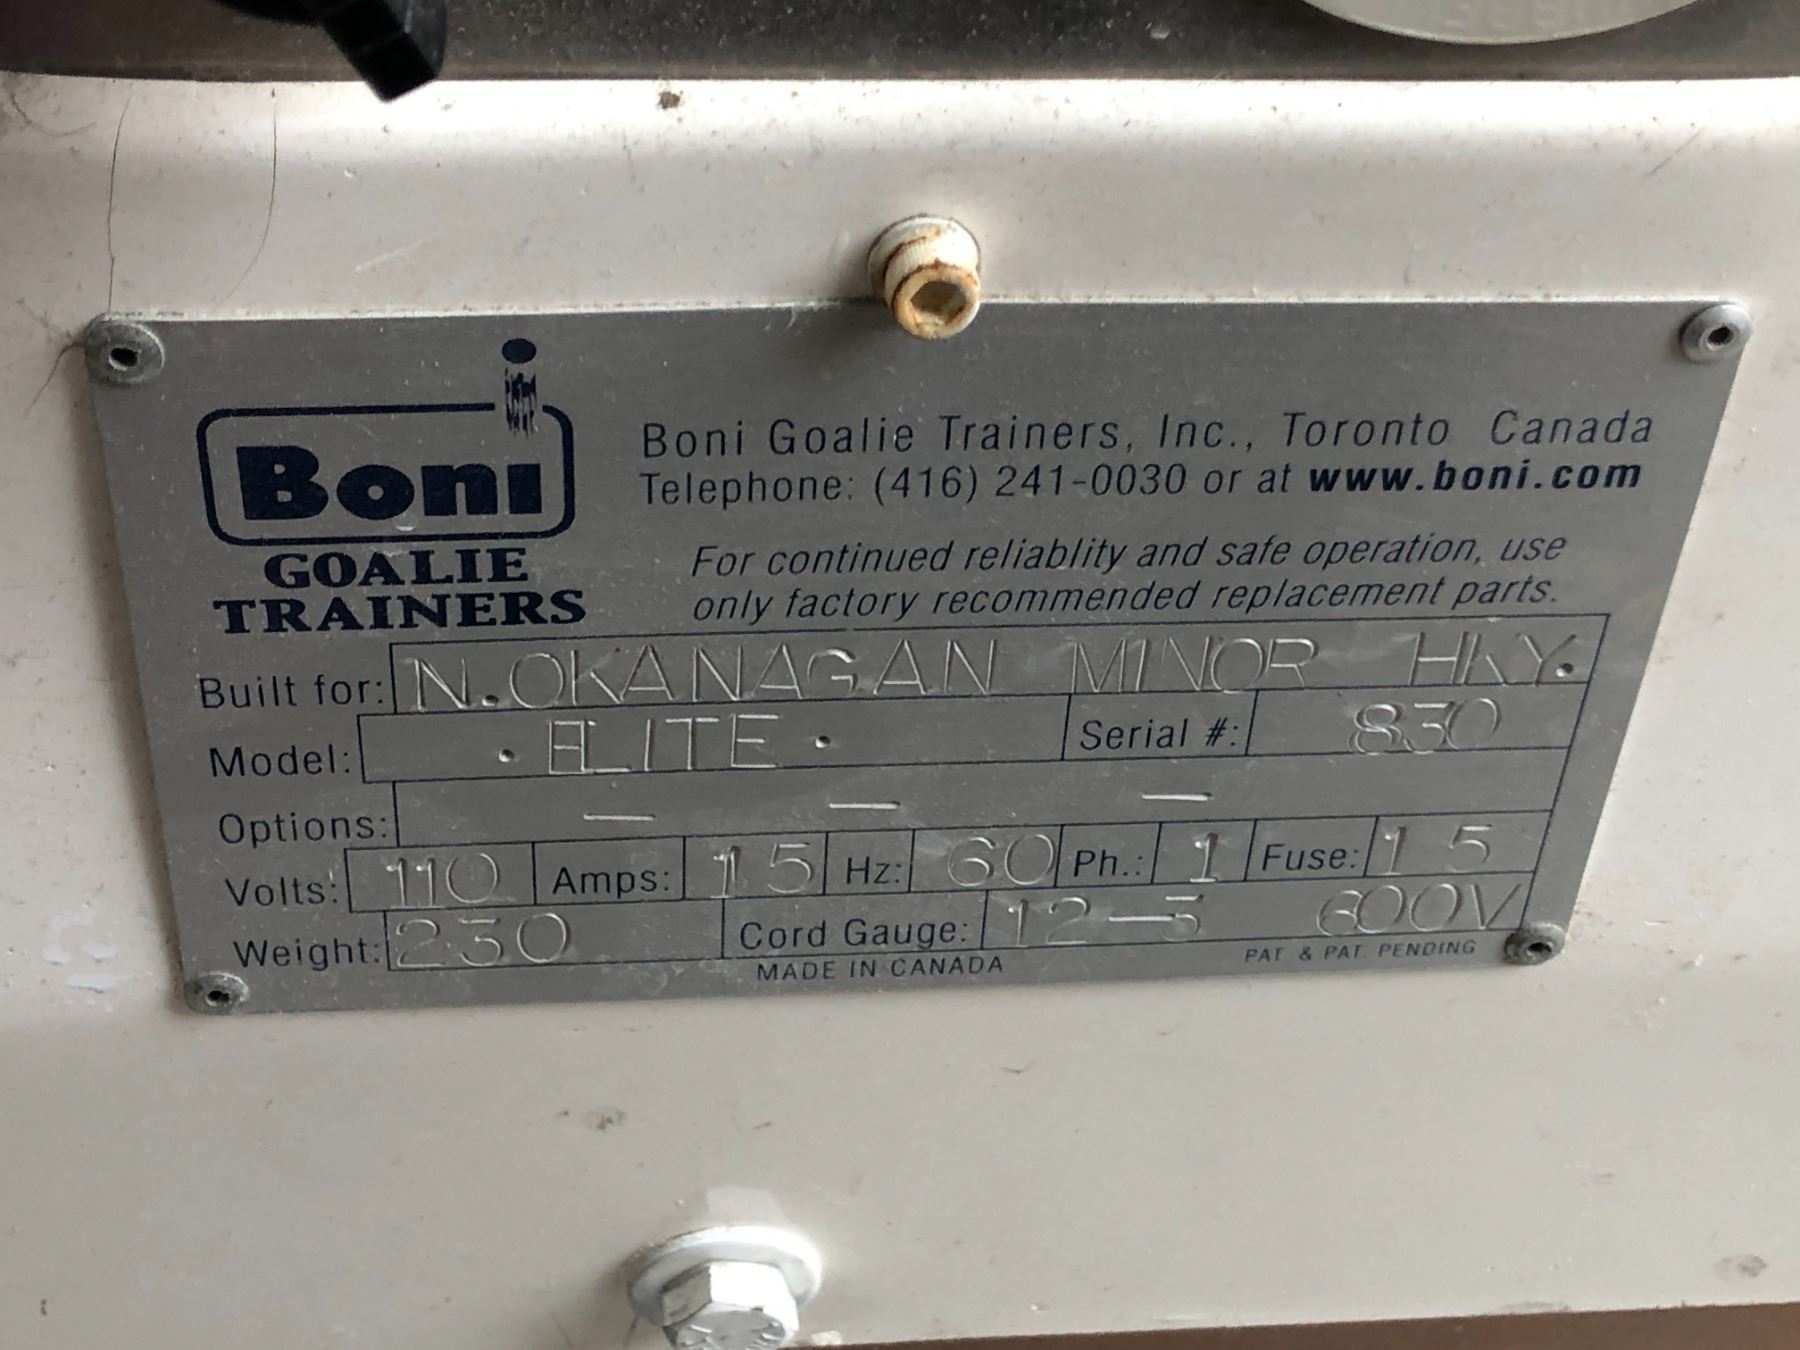 Boni
GOALIE
TRAINERS
Boni Goalie Trainers, Inc., Toronto Canada
Telephone: (416) 241-0030 or at www.boni.com
For continued reliablity and safe operation, use
only factory recommended replacement parts.
Built for: N. OKANAGAN MINOR HKY.
Model: • ELITE • Serial #: 830
Options: — — —
Volts: 110 Amps: 15 Hz: 60 Ph.: 1 Fuse: 15
Weight: 230 Cord Gauge: 12-3 600V
MADE IN CANADA PAT. & PAT. PENDING